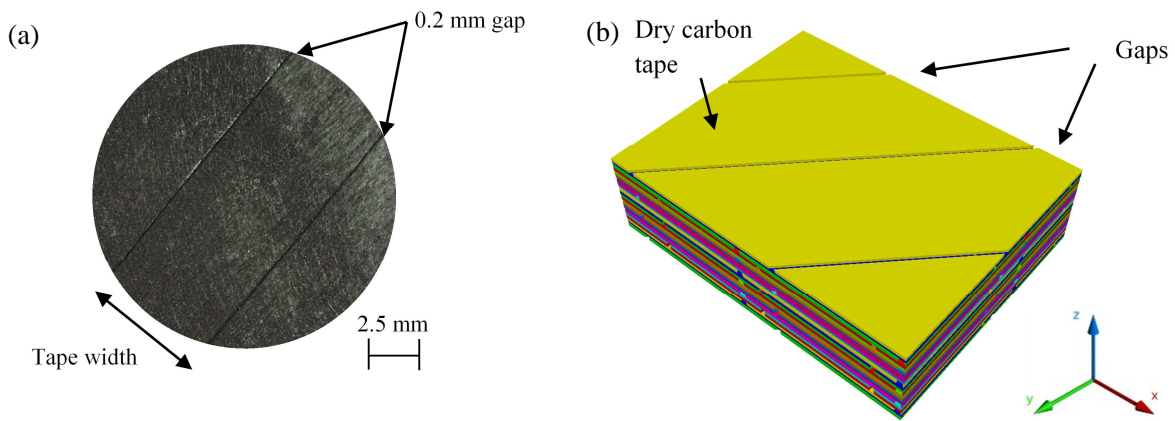 (a)
0.2 mm gap
Tape width
2.5 mm
(b)
Dry carbon
tape
Gaps
z
y
x